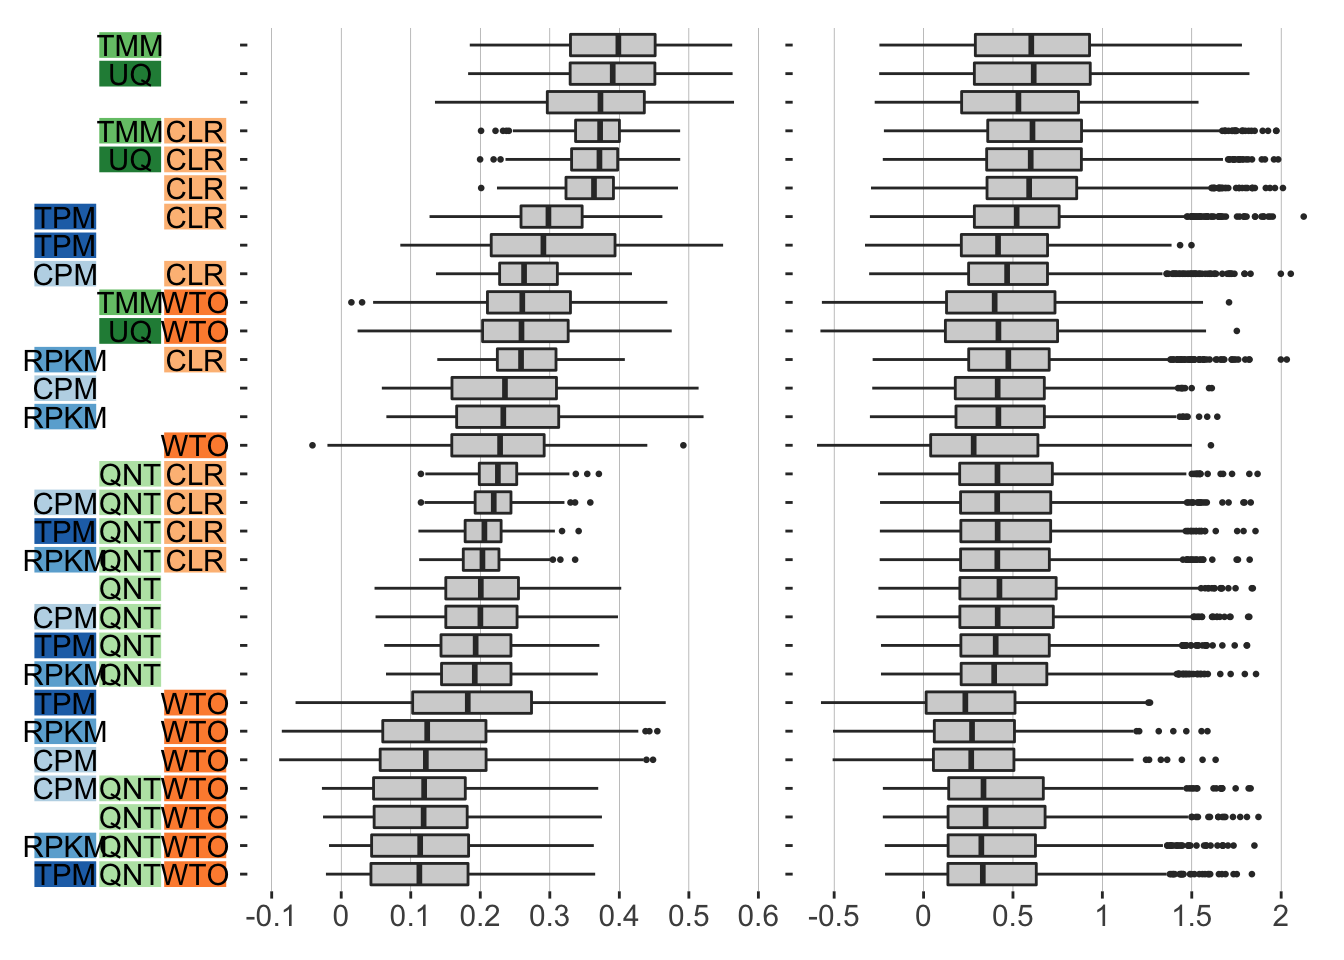 TMM
UQ
TMM CLR
UQ CLR
CLR
TPM CLR
TPM
CPM CLR
TMM WTO
UQ WTO
RPKM CLR
CPM
RPKM
WTO
QNT CLR
CPM QNT CLR
TPM QNT CLR
RPKM QNT CLR
QNT
CPM QNT
TPM QNT
RPKM QNT
TPM WTO
RPKM WTO
CPM WTO
CPM QNT WTO
QNT WTO
RPKM QNT WTO
TPM QNT WTO
-0.1 0 0.1 0.2 0.3 0.4 0.5 0.6 -0.5 0 0.5 1 1.5 2